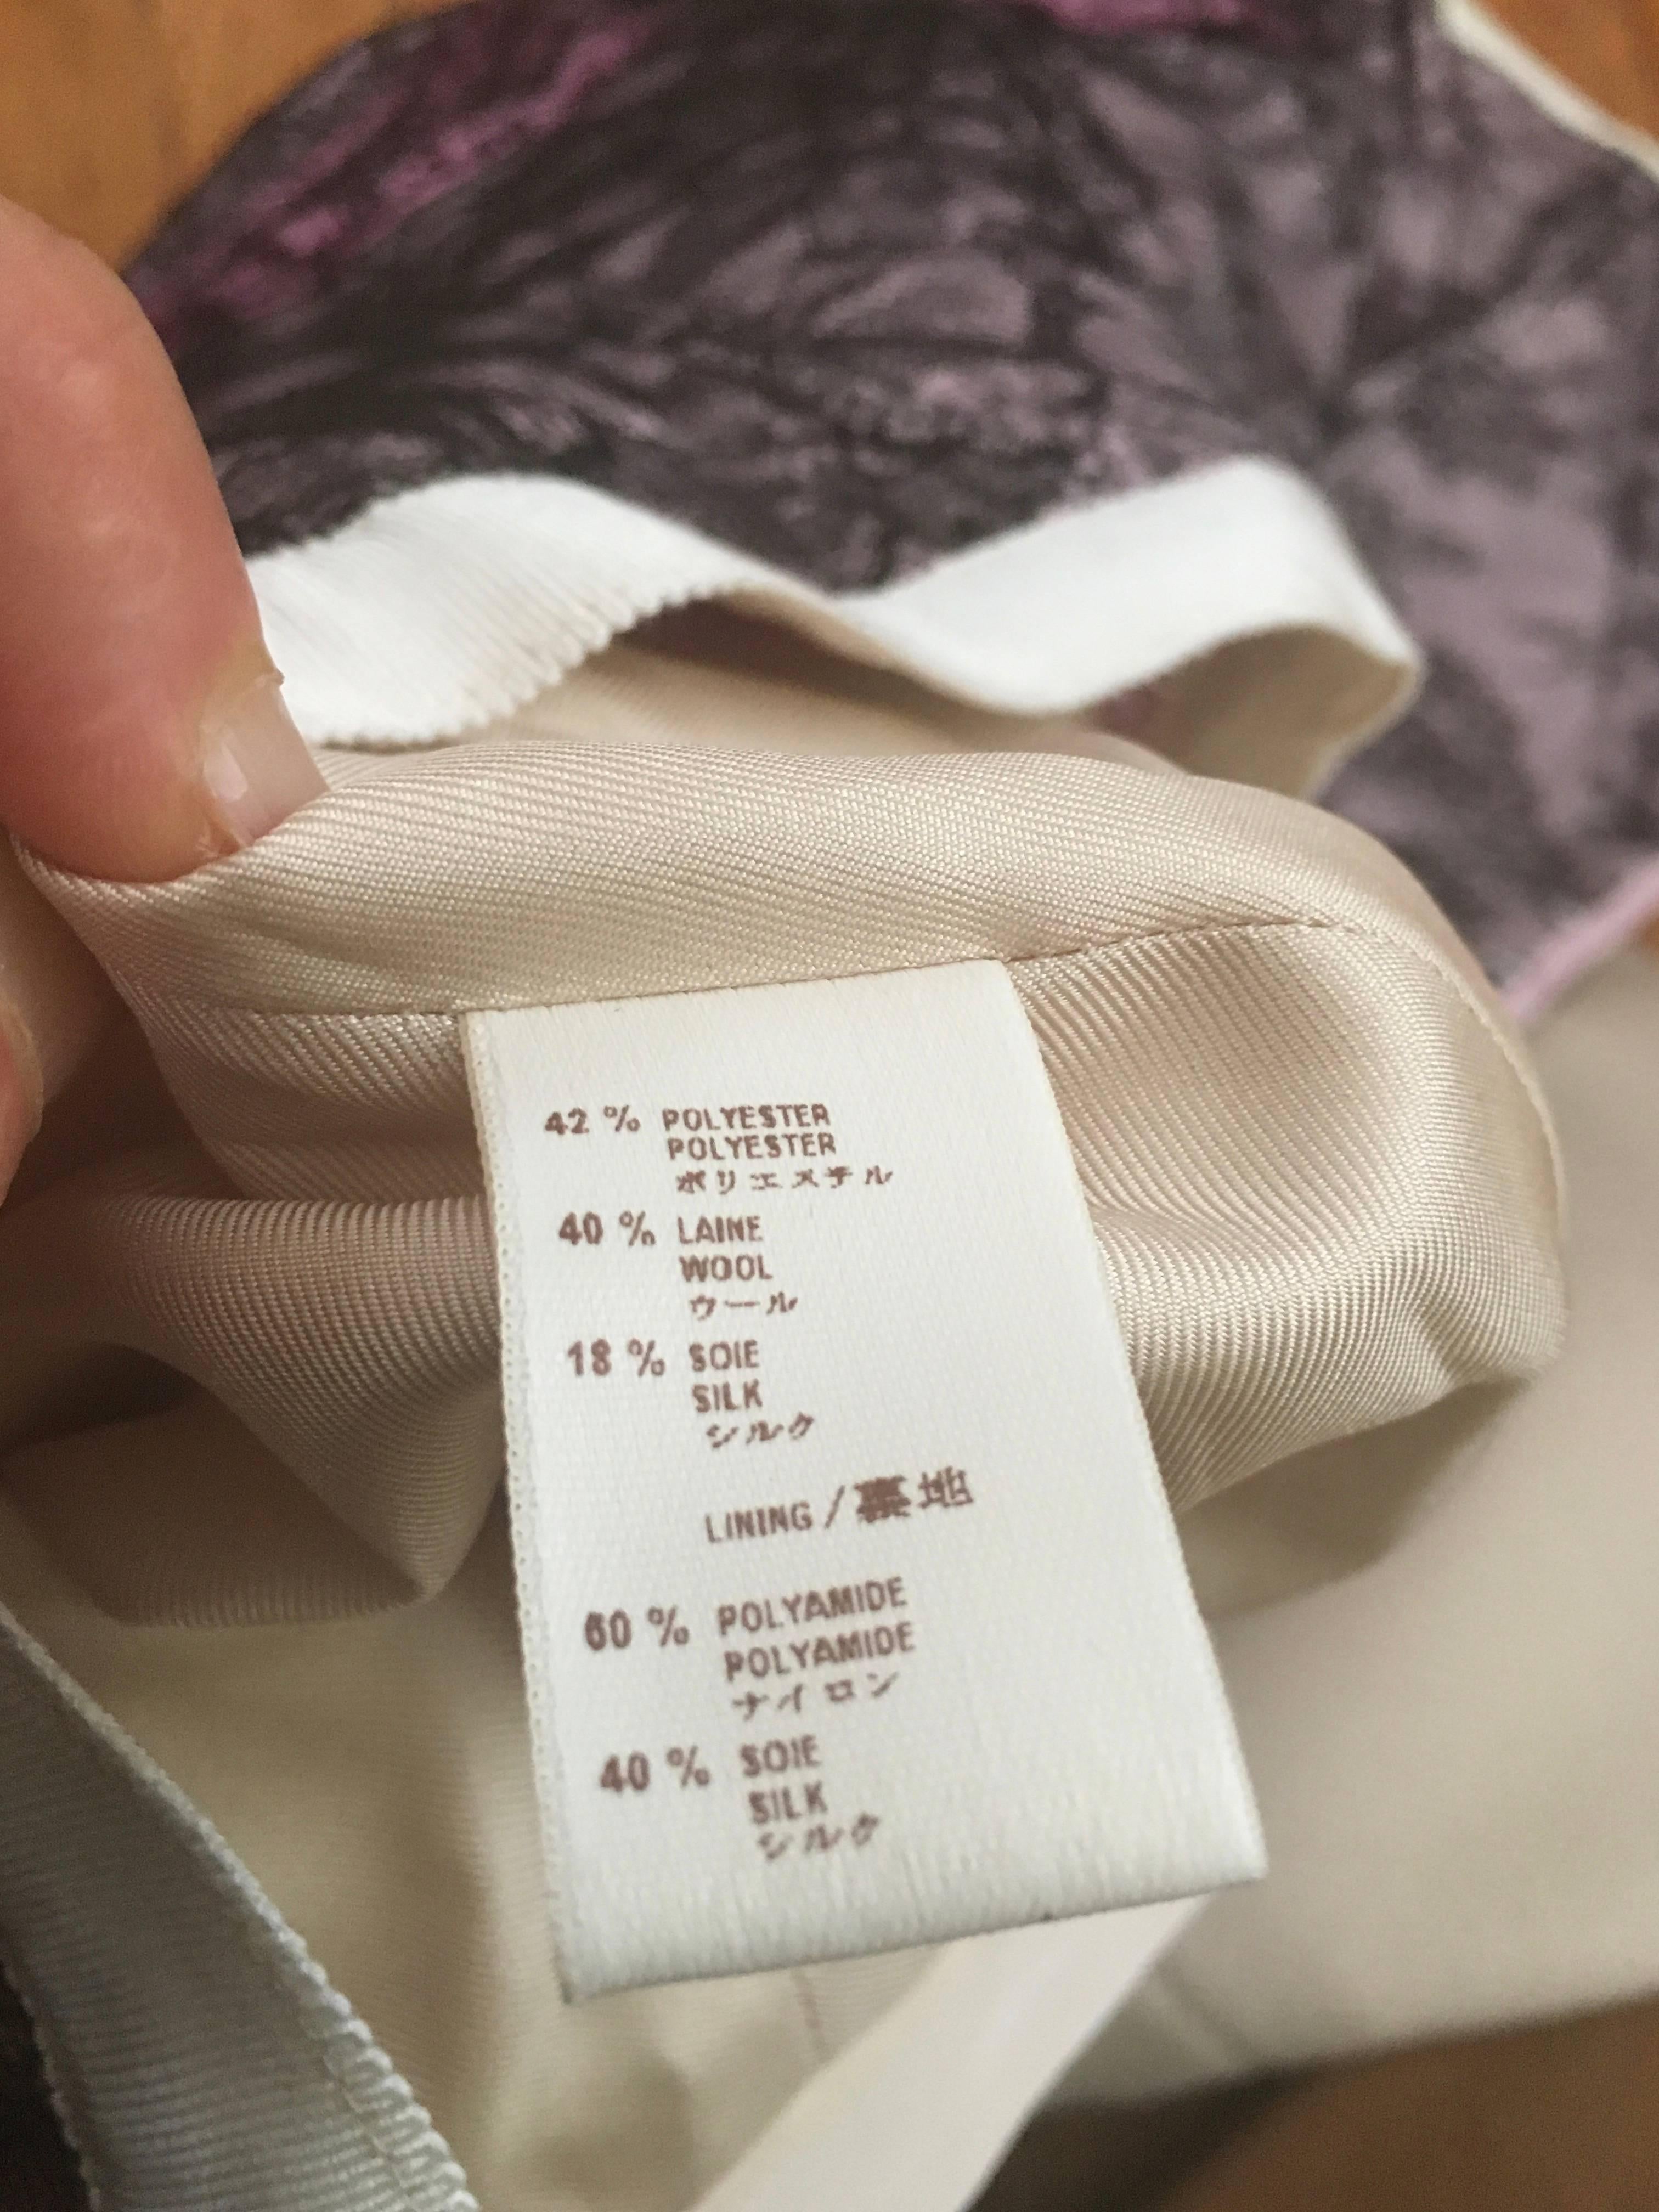 42 % POLYESTER
POLYESTER
ポリエステル
40 % LAINE
WOOL
ウール
18 % SOIE
SILK
シルク
LINING / 裏地
60 % POLYAMIDE
POLYAMIDE
ナイロン
40 % SOIE
SILK
シルク